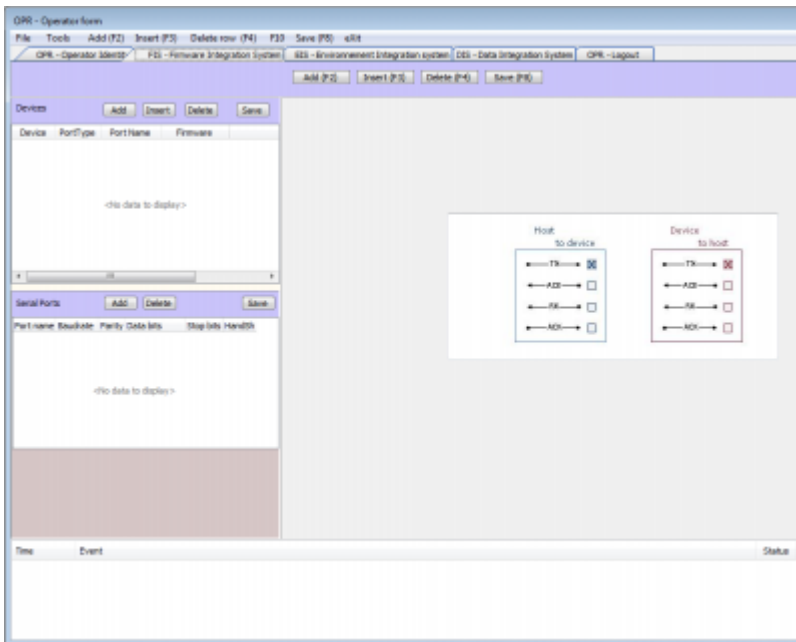 OPR - Operator form
File Tools Add (F2) Insert (F3) Delete row (F4) F10 Save (F8) eXit
OPR - Operator Identif FIS - Firmware Integration System EIS - Environnement Integration system DIS - Data Integration System OPR - Logout
Add (F2) Insert (F3) Delete (F4) Save (F8)
Devices Add Insert Delete Save
Device PortType Port Name Firmware
<No data to display>
Host
to device
TX
ACK
RX
ACK
Device
to host
TX
ACK
RX
ACK
Serial Ports Add Delete Save
Port name Baudrate Parity Data bits Stop bits HandSh
<No data to display>
Time Event Status